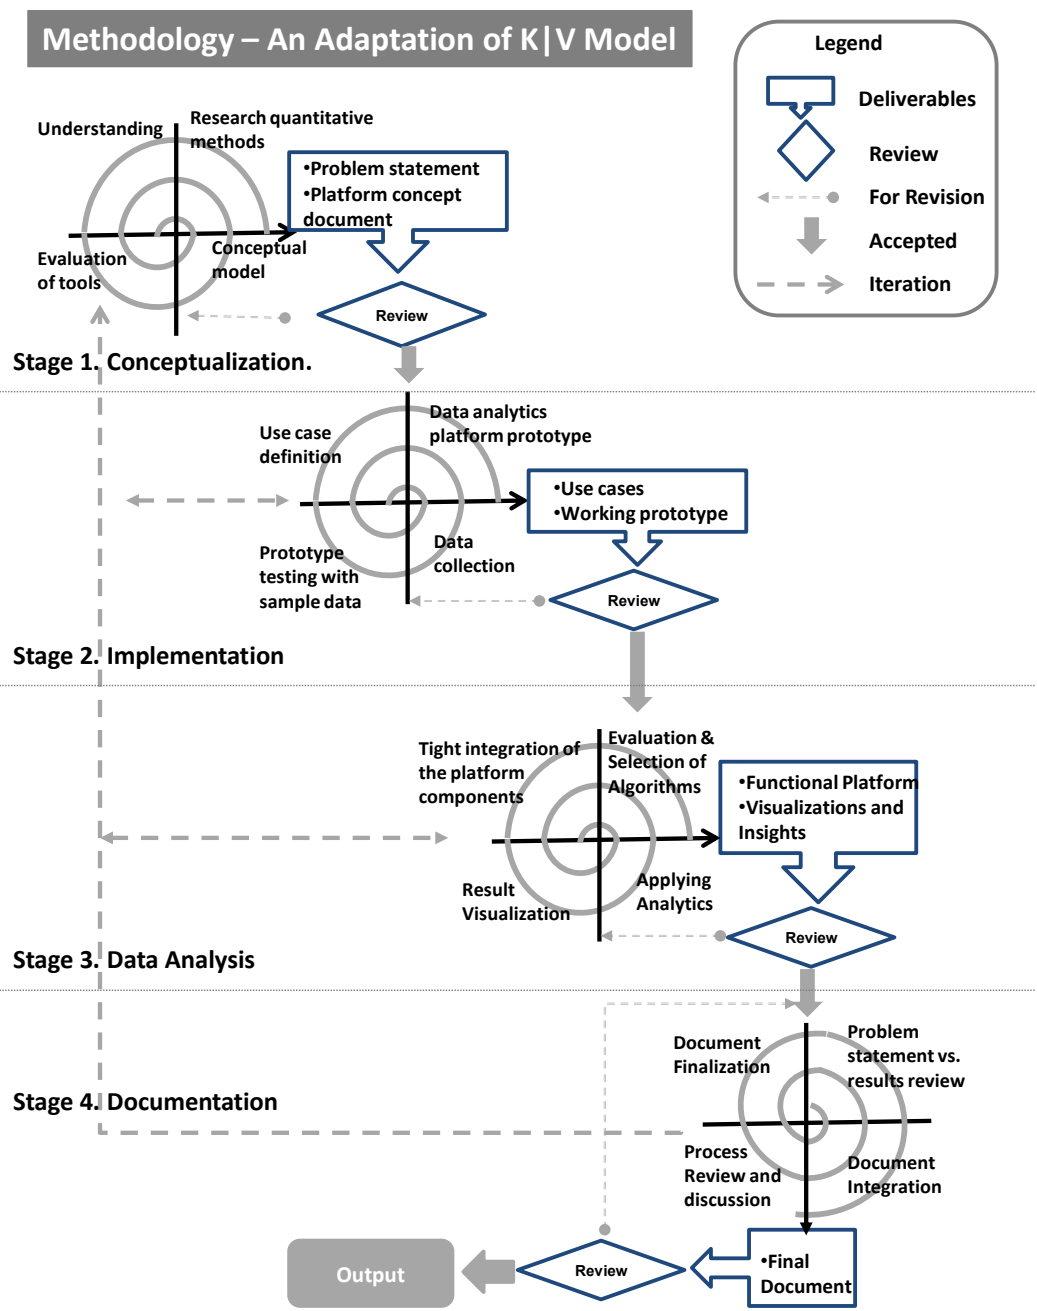 Methodology – An Adaptation of K|V Model
Legend
Deliverables
Review
For Revision
Accepted
Iteration
Understanding
Research quantitative
methods
Evaluation
of tools
Conceptual
model
•Problem statement
•Platform concept
document
Review
Stage 1. Conceptualization.
Use case
definition
Data analytics
platform prototype
Prototype
testing with
sample data
Data
collection
•Use cases
•Working prototype
Review
Stage 2. Implementation
Tight integration of
the platform
components
Evaluation &
Selection of
Algorithms
Result
Visualization
Applying
Analytics
•Functional Platform
•Visualizations and
Insights
Review
Stage 3. Data Analysis
Document
Finalization
Problem
statement vs.
results review
Stage 4. Documentation
Process
Review and
discussion
Document
Integration
•Final
Document
Review
Output